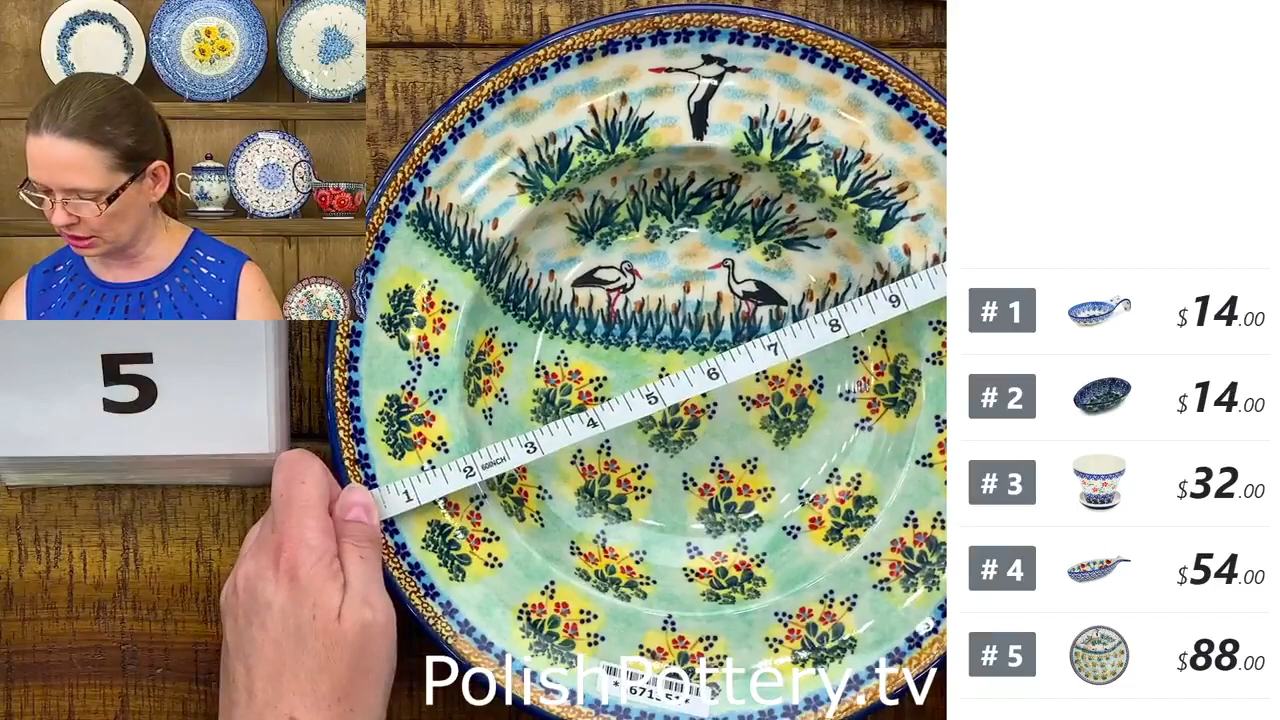 5
1 2 60INCH 3 4 5 6 7 8 9
PolishPottery.tv
# 1 $14.00
# 2 $14.00
# 3 $32.00
# 4 $54.00
# 5 $88.00